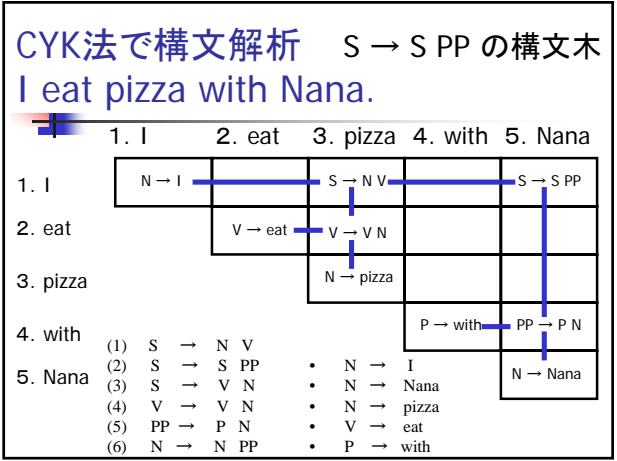 CYK法で構文解析 S → S PP の構文木
I eat pizza with Nana.
1. I 2. eat 3. pizza 4. with 5. Nana
1. I N → I S → N V S → S PP
2. eat V → eat V → V N
3. pizza N → pizza
4. with P → with PP → P N
5. Nana N → Nana
(1) S → N V
(2) S → S PP • N → I
(3) S → V N • N → Nana
(4) V → V N • N → pizza
(5) PP → P N • V → eat
(6) N → N PP • P → with